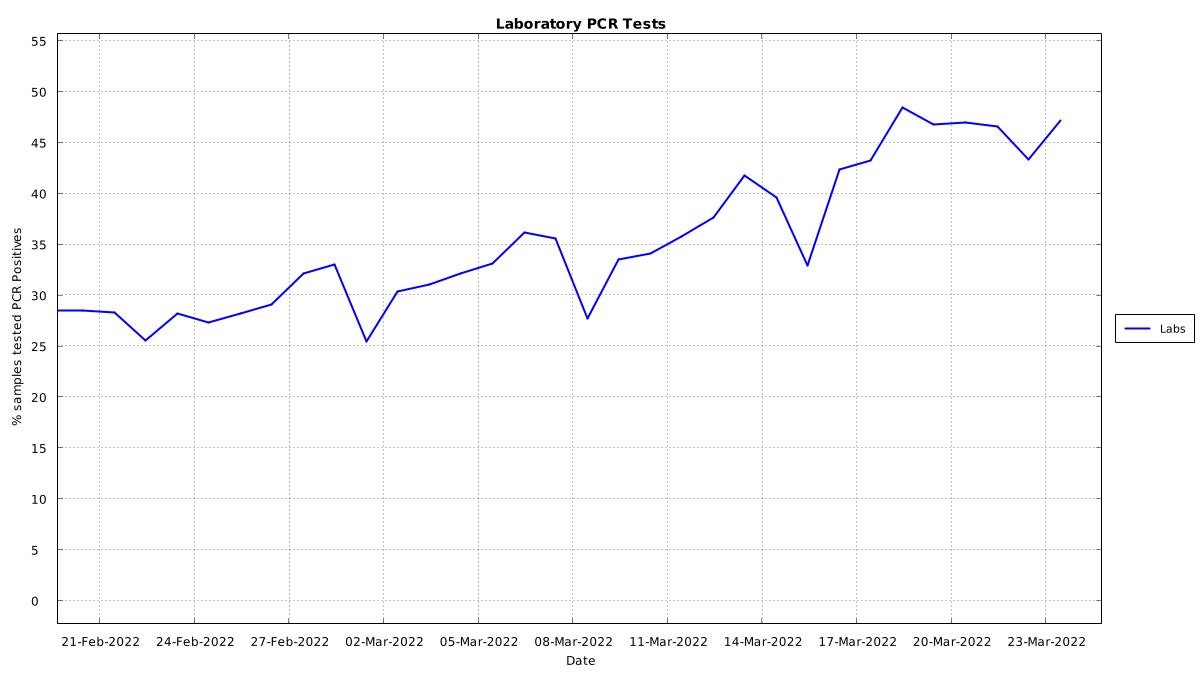 Laboratory PCR Tests
55
50
45
40
35
30
25
20
15
10
5
0
% samples tested PCR Positives
21-Feb-2022 24-Feb-2022 27-Feb-2022 02-Mar-2022 05-Mar-2022 08-Mar-2022 11-Mar-2022 14-Mar-2022 17-Mar-2022 20-Mar-2022 23-Mar-2022
Date
Labs